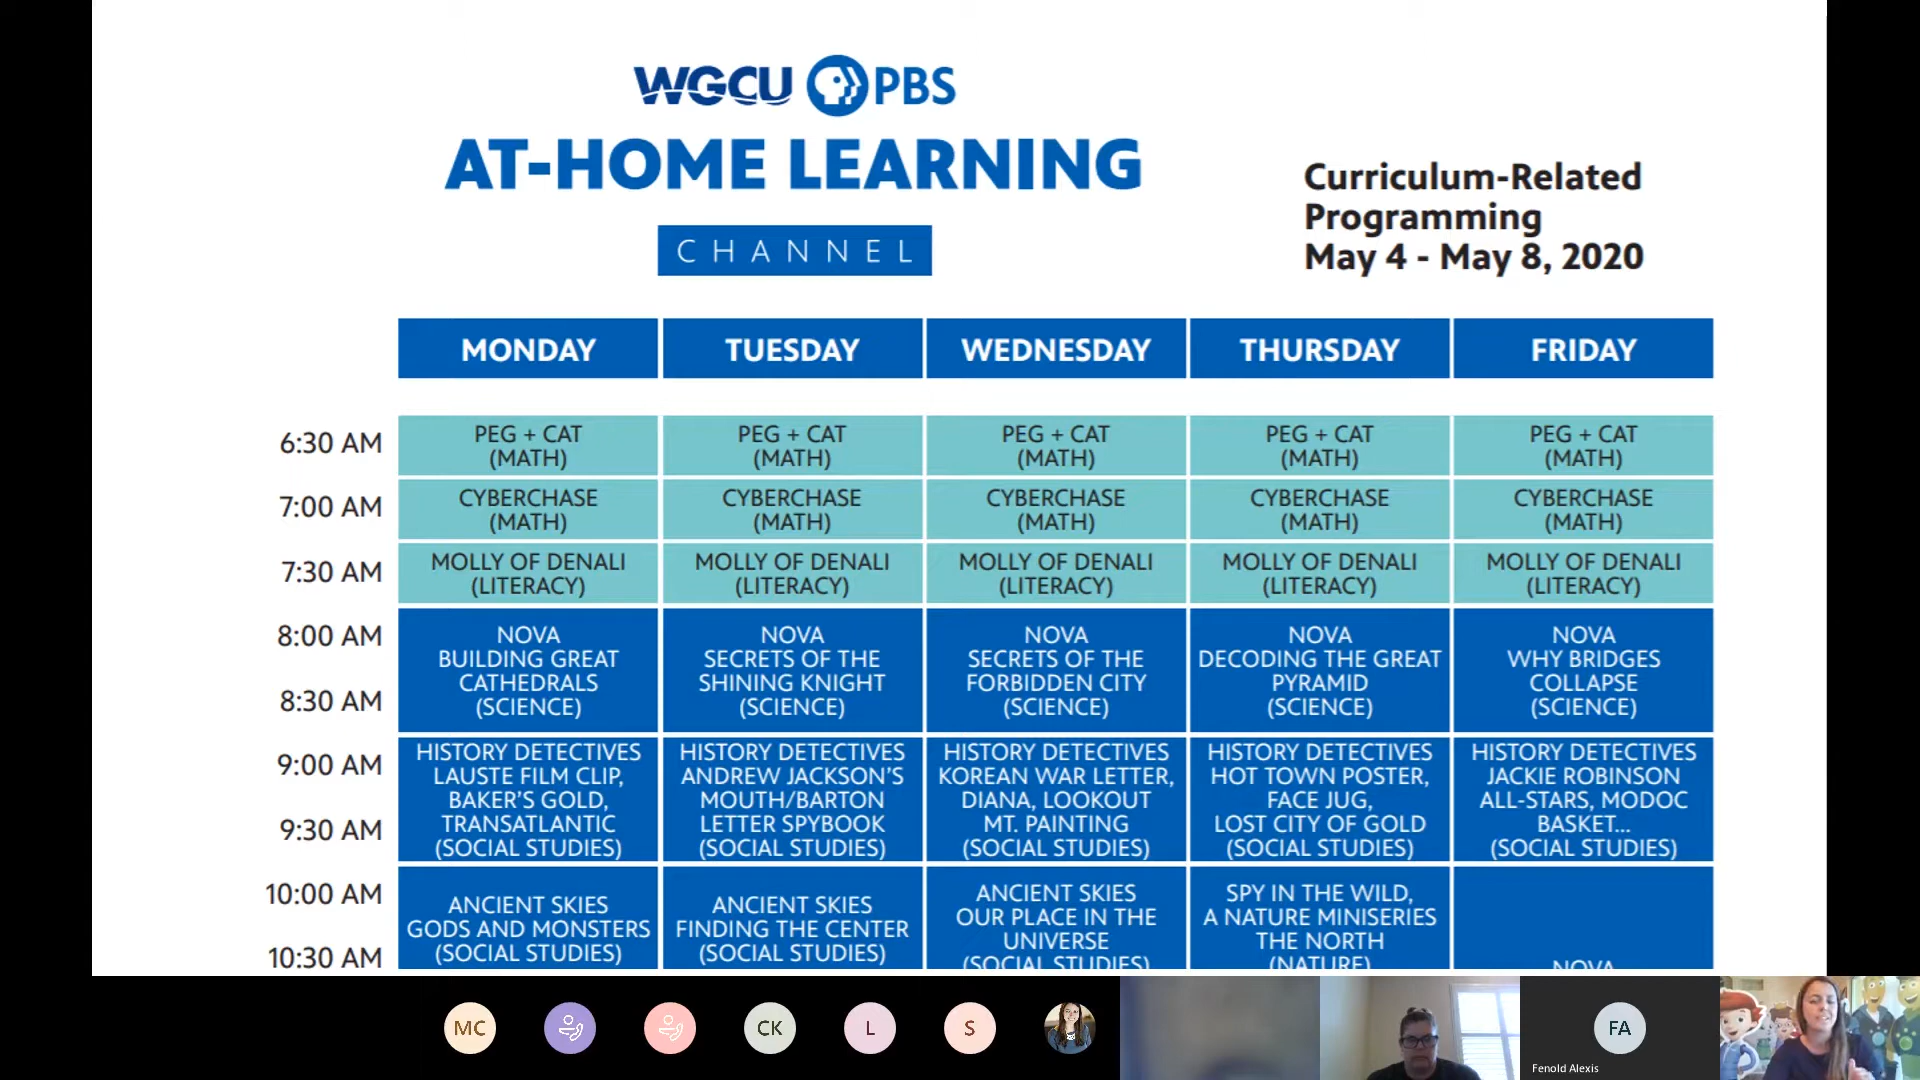 WGCU PBS
AT-HOME LEARNING
CHANNEL
Curriculum-Related
Programming
May 4 - May 8, 2020
MONDAY TUESDAY WEDNESDAY THURSDAY FRIDAY
6:30 AM
PEG + CAT PEG + CAT PEG + CAT PEG + CAT PEG + CAT
(MATH) (MATH) (MATH) (MATH) (MATH)
7:00 AM
CYBERCHASE CYBERCHASE CYBERCHASE CYBERCHASE CYBERCHASE
(MATH) (MATH) (MATH) (MATH) (MATH)
7:30 AM
MOLLY OF DENALI MOLLY OF DENALI MOLLY OF DENALI MOLLY OF DENALI MOLLY OF DENALI
(LITERACY) (LITERACY) (LITERACY) (LITERACY) (LITERACY)
8:00 AM
NOVA NOVA NOVA NOVA NOVA
BUILDING GREAT SECRETS OF THE SECRETS OF THE DECODING THE GREAT WHY BRIDGES
CATHEDRALS SHINING KNIGHT FORBIDDEN CITY PYRAMID COLLAPSE
8:30 AM
(SCIENCE) (SCIENCE) (SCIENCE) (SCIENCE) (SCIENCE)
HISTORY DETECTIVES HISTORY DETECTIVES HISTORY DETECTIVES HISTORY DETECTIVES HISTORY DETECTIVES
9:00 AM
LAUSTE FILM CLIP, ANDREW JACKSON'S KOREAN WAR LETTER, HOT TOWN POSTER, JACKIE ROBINSON
BAKER'S GOLD, MOUTH/BARTON DIANA, LOOKOUT FACE JUG, ALL-STARS, MODOC
9:30 AM
TRANSATLANTIC LETTER SPYBOOK MT. PAINTING LOST CITY OF GOLD BASKET...
(SOCIAL STUDIES) (SOCIAL STUDIES) (SOCIAL STUDIES) (SOCIAL STUDIES) (SOCIAL STUDIES)
10:00 AM
ANCIENT SKIES ANCIENT SKIES ANCIENT SKIES SPY IN THE WILD,
GODS AND MONSTERS FINDING THE CENTER OUR PLACE IN THE A NATURE MINISERIES
UNIVERSE THE NORTH
10:30 AM
(SOCIAL STUDIES) (SOCIAL STUDIES) (SOCIAL STUDIES) (NATURE) NOVA
MC CK L S FA
Fenold Alexis